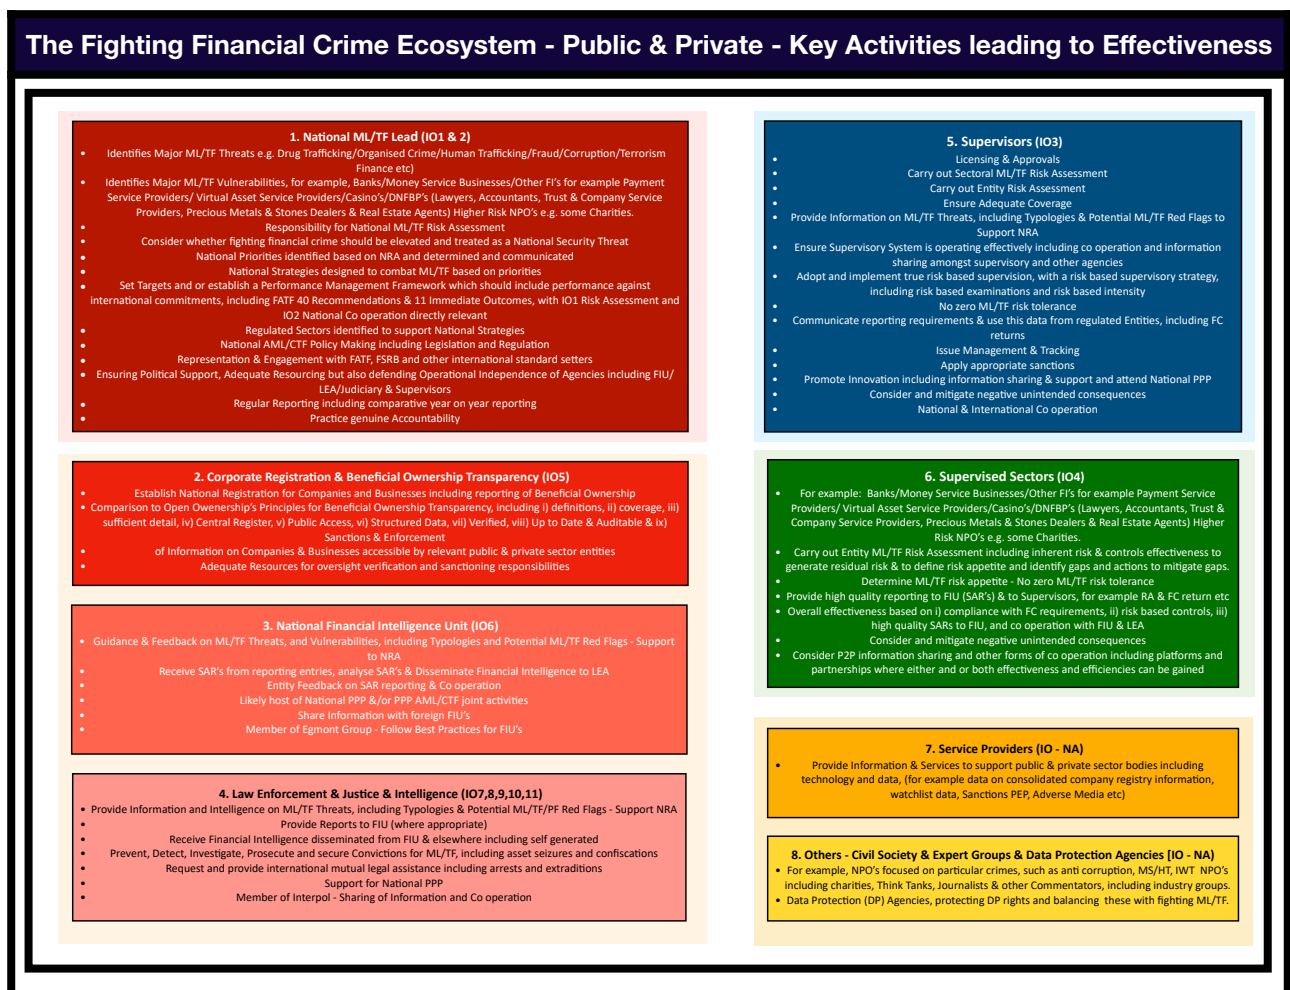 The Fighting Financial Crime Ecosystem - Public & Private - Key Activities leading to Effectiveness
1. National ML/TF Lead (IO1 & 2)
• Identifies Major ML/TF Threats e.g. Drug Trafficking/Organised Crime/Human Trafficking/Fraud/Corruption/Terrorism
Finance etc)
• Identifies Major ML/TF Vulnerabilities, for example, Banks/Money Service Businesses/Other FI's for example Payment
Service Providers/ Virtual Asset Service Providers/Casino's/DNFBP's (Lawyers, Accountants, Trust & Company Service
Providers, Precious Metals & Stones Dealers & Real Estate Agents) Higher Risk NPO's e.g. some Charities.
• Responsibility for National ML/TF Risk Assessment
• Consider whether fighting financial crime should be elevated and treated as a National Security Threat
• National Priorities identified based on NRA and determined and communicated
• National Strategies designed to combat ML/TF based on priorities
• Set Targets and or establish a Performance Management Framework which should include performance against
international commitments, including FATF 40 Recommendations & 11 Immediate Outcomes, with IO1 Risk Assessment and
IO2 National Co operation directly relevant
• Regulated Sectors identified to support National Strategies
• National AML/CTF Policy Making including Legislation and Regulation
• Representation & Engagement with FATF, FSRB and other international standard setters
• Ensuring Political Support, Adequate Resourcing but also defending Operational Independence of Agencies including FIU/
LEA/Judiciary & Supervisors
• Regular Reporting including comparative year on year reporting
• Practice genuine Accountability
2. Corporate Registration & Beneficial Ownership Transparency (IO5)
• Establish National Registration for Companies and Businesses including reporting of Beneficial Ownership
• Comparison to Open Owenership's Principles for Beneficial Ownership Transparency, including i) definitions, ii) coverage, iii)
sufficient detail, iv) Central Register, v) Public Access, vi) Structured Data, vii) Verified, viii) Up to Date & Auditable & ix)
Sanctions & Enforcement
• of Information on Companies & Businesses accessible by relevant public & private sector entities
• Adequate Resources for oversight verification and sanctioning responsibilities
3. National Financial Intelligence Unit (IO6)
• Guidance & Feedback on ML/TF Threats, and Vulnerabilities, including Typologies and Potential ML/TF Red Flags - Support
to NRA
• Receive SAR's from reporting entries, analyse SAR's & Disseminate Financial Intelligence to LEA
• Entity Feedback on SAR reporting & Co operation
• Likely host of National PPP &/or PPP AML/CTF joint activities
• Share Information with foreign FIU's
• Member of Egmont Group - Follow Best Practices for FIU's
4. Law Enforcement & Justice & Intelligence (IO7,8,9,10,11)
• Provide Information and Intelligence on ML/TF Threats, including Typologies & Potential ML/TF/PF Red Flags - Support NRA
• Provide Reports to FIU (where appropriate)
• Receive Financial Intelligence disseminated from FIU & elsewhere including self generated
• Prevent, Detect, Investigate, Prosecute and secure Convictions for ML/TF, including asset seizures and confiscations
• Request and provide international mutual legal assistance including arrests and extraditions
• Support for National PPP
• Member of Interpol - Sharing of Information and Co operation
5. Supervisors (IO3)
• Licensing & Approvals
• Carry out Sectoral ML/TF Risk Assessment
• Carry out Entity Risk Assessment
• Ensure Adequate Coverage
• Provide Information on ML/TF Threats, including Typologies & Potential ML/TF Red Flags to
Support NRA
• Ensure Supervisory System is operating effectively including co operation and information
sharing amongst supervisory and other agencies
• Adopt and implement true risk based supervision, with a risk based supervisory strategy,
including risk based examinations and risk based intensity
• No zero ML/TF risk tolerance
• Communicate reporting requirements & use this data from regulated Entities, including FC
returns
• Issue Management & Tracking
• Apply appropriate sanctions
• Promote Innovation including information sharing & support and attend National PPP
• Consider and mitigate negative unintended consequences
• National & International Co operation
6. Supervised Sectors (IO4)
• For example: Banks/Money Service Businesses/Other FI's for example Payment Service
Providers/ Virtual Asset Service Providers/Casino's/DNFBP's (Lawyers, Accountants, Trust &
Company Service Providers, Precious Metals & Stones Dealers & Real Estate Agents) Higher
Risk NPO's e.g. some Charities.
• Carry out Entity ML/TF Risk Assessment including inherent risk & controls effectiveness to
generate residual risk & to define risk appetite and identify gaps and actions to mitigate gaps.
• Determine ML/TF risk appetite - No zero ML/TF risk tolerance
• Provide high quality reporting to FIU (SAR's) & to Supervisors, for example RA & FC return etc
• Overall effectiveness based on i) compliance with FC requirements, ii) risk based controls, iii)
high quality SARs to FIU, and co operation with FIU & LEA
• Consider and mitigate negative unintended consequences
• Consider P2P information sharing and other forms of co operation including platforms and
partnerships where either and or both effectiveness and efficiencies can be gained
7. Service Providers (IO - NA)
• Provide Information & Services to support public & private sector bodies including
technology and data, (for example data on consolidated company registry information,
watchlist data, Sanctions PEP, Adverse Media etc)
8. Others - Civil Society & Expert Groups & Data Protection Agencies [IO - NA)
• For example, NPO's focused on particular crimes, such as anti corruption, MS/HT, IWT NPO's
including charities, Think Tanks, Journalists & other Commentators, including industry groups.
• Data Protection (DP) Agencies, protecting DP rights and balancing these with fighting ML/TF.